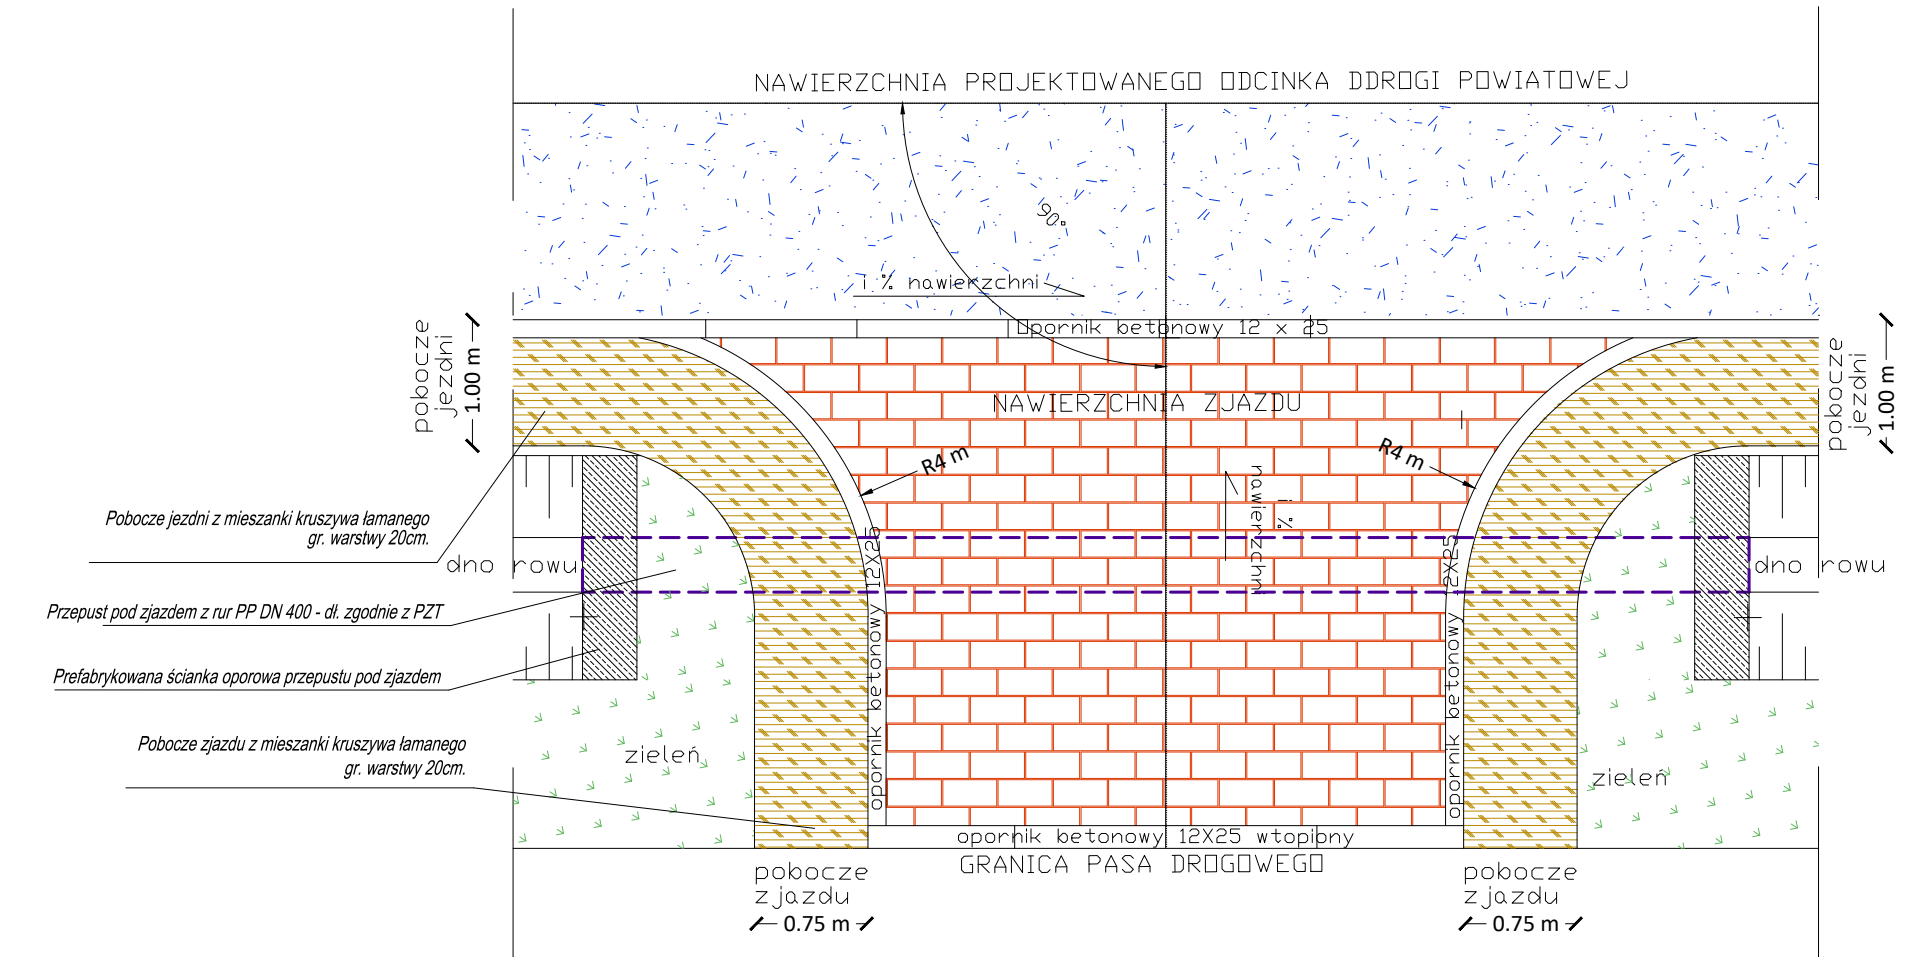 NAWIERZCHNIA PROJEKTOWANEGO ODCINKA DDROGI POWIATOWEJ
90°
i % nawierzchni
Opornik betonowy 12 x 25
pobocze
jezdni
1.00 m
pobocze
jezdni
1.00 m
NAWIERZCHNIA ZJAZDU
R4 m
R4 m
i %
nawierzchni
Pobocze jezdni z mieszanki kruszywa łamanego
gr. warstwy 20cm.
dno rowu
dno rowu
Przepust pod zjazdem z rur PP DN 400 - dł. zgodnie z PZT
Prefabrykowana ścianka oporowa przepustu pod zjazdem
opornik betonowy 12X25
opornik betonowy 12X25
Pobocze zjazdu z mieszanki kruszywa łamanego
gr. warstwy 20cm.
zieleń
zieleń
opornik betonowy 12X25 wtopiony
GRANICA PASA DROGOWEGO
pobocze
zjazdu
0.75 m
pobocze
zjazdu
0.75 m